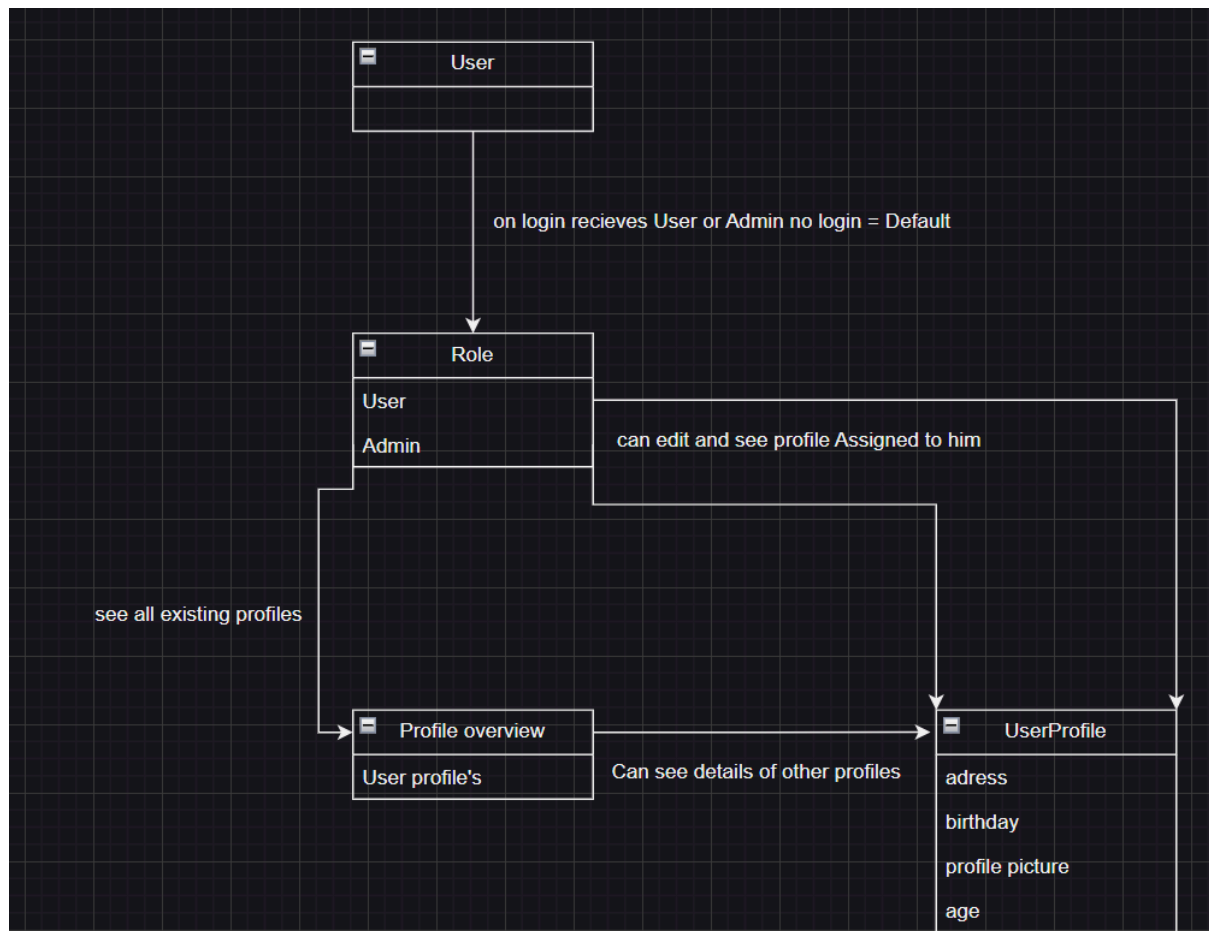 User
on login recieves User or Admin no login = Default
Role
User
Admin
can edit and see profile Assigned to him
see all existing profiles
Profile overview
User profile's
Can see details of other profiles
UserProfile
adress
birthday
profile picture
age